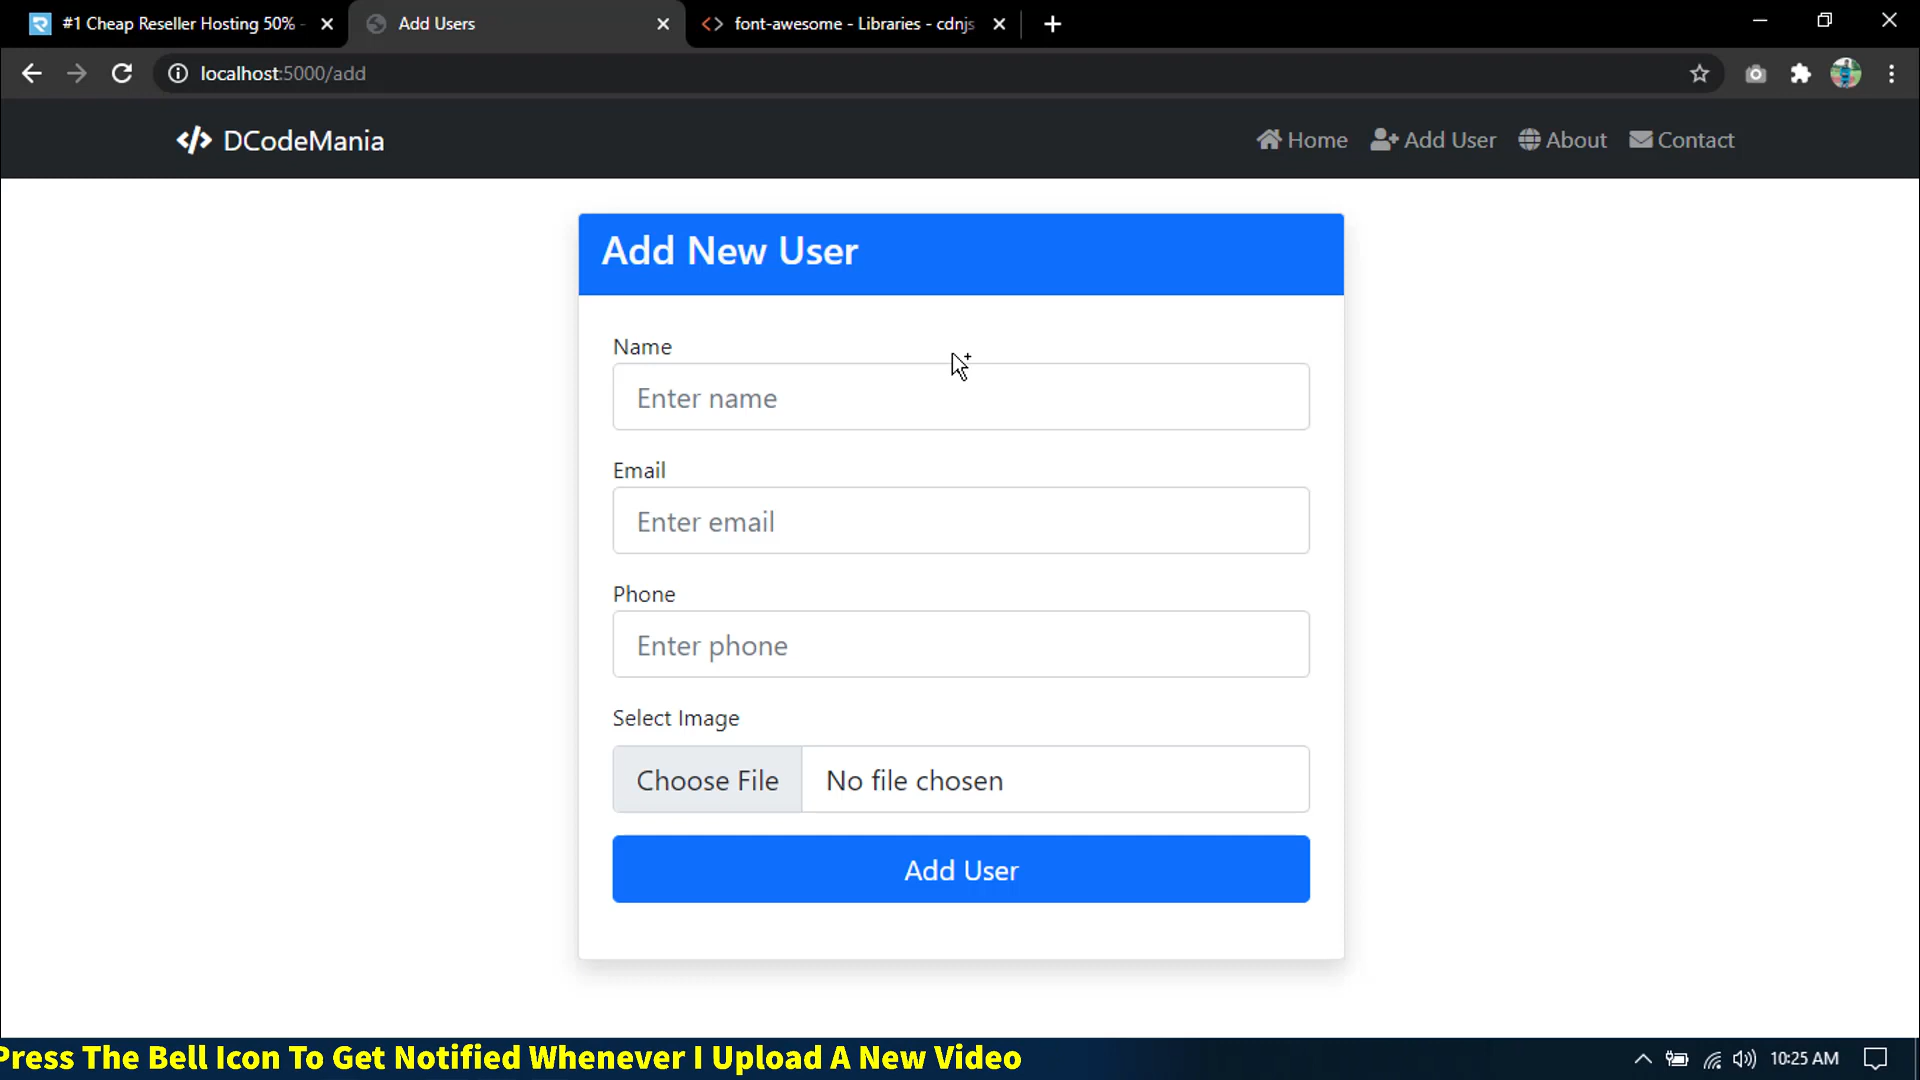 #1 Cheap Reseller Hosting 50% -
Add Users
font-awesome - Libraries - cdnjs
localhost:5000/add
DCodeMania
Home
Add User
About
Contact
Add New User
Name
Enter name
Email
Enter email
Phone
Enter phone
Select Image
Choose File
No file chosen
Add User
Press The Bell Icon To Get Notified Whenever I Upload A New Video
10:25 AM